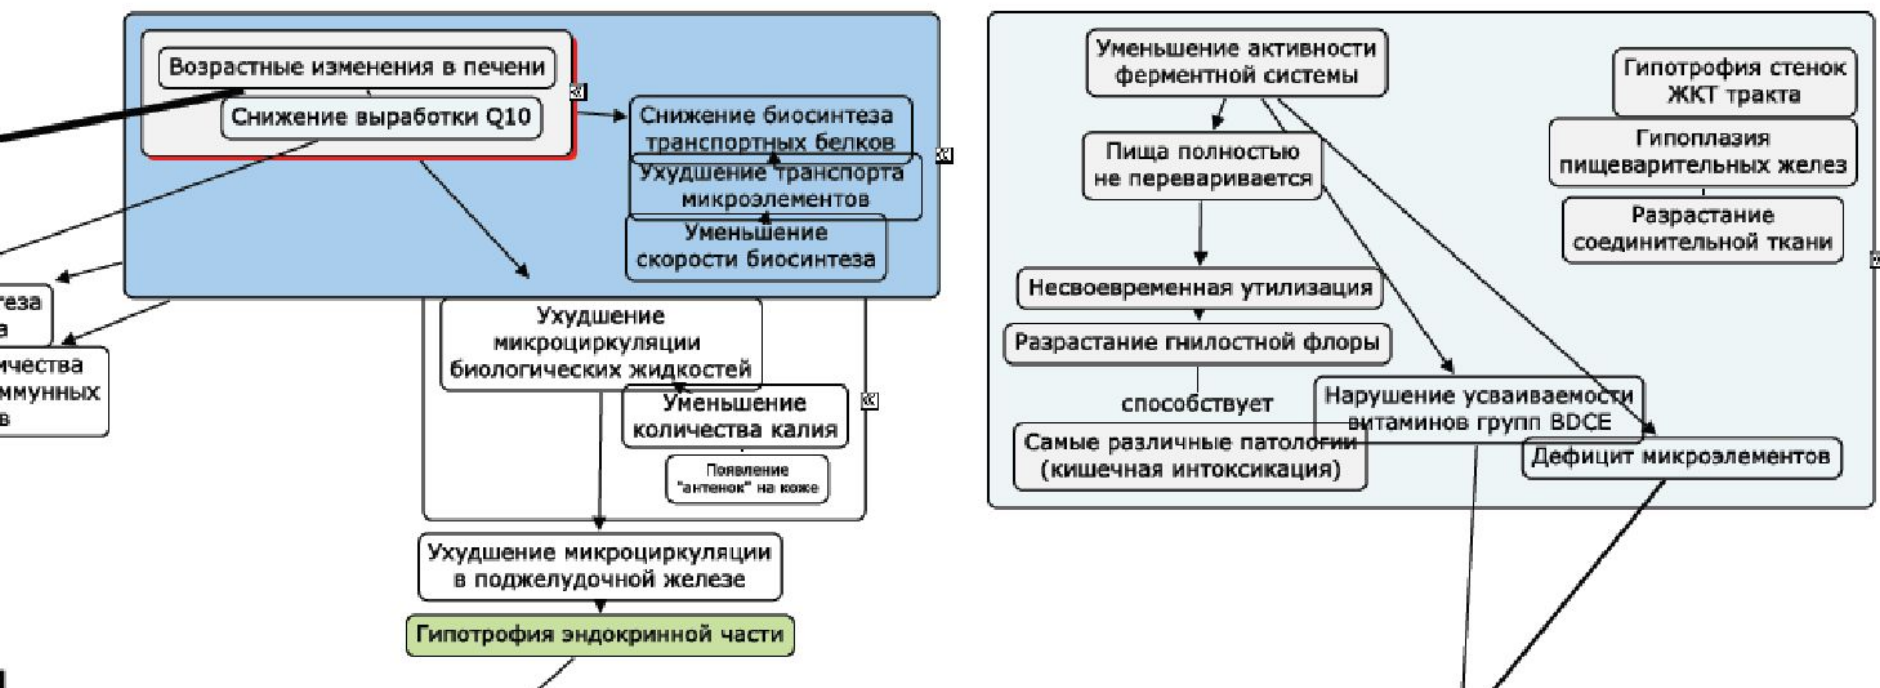 Возрастные изменения в печени
Снижение выработки Q10
Снижение биосинтеза
транспортных белков
Ухудшение транспорта
микроэлементов
Уменьшение
скорости биосинтеза
теза
а
ичества
ммунных
в
Ухудшение
микроциркуляции
биологических жидкостей
Уменьшение
количества калия
Появление
"антенок" на коже
Ухудшение микроциркуляции
в поджелудочной железе
Гипотрофия эндокринной части
Уменьшение активности
ферментной системы
Пища полностью
не переваривается
Несвоевременная утилизация
Разрастание гнилостной флоры
способствует
Самые различные патологии
(кишечная интоксикация)
Нарушение усваиваемости
витаминов групп BDCE
Дефицит микроэлементов
Гипотрофия стенок
ЖКТ тракта
Гипоплазия
пищеварительных желез
Разрастание
соединительной ткани